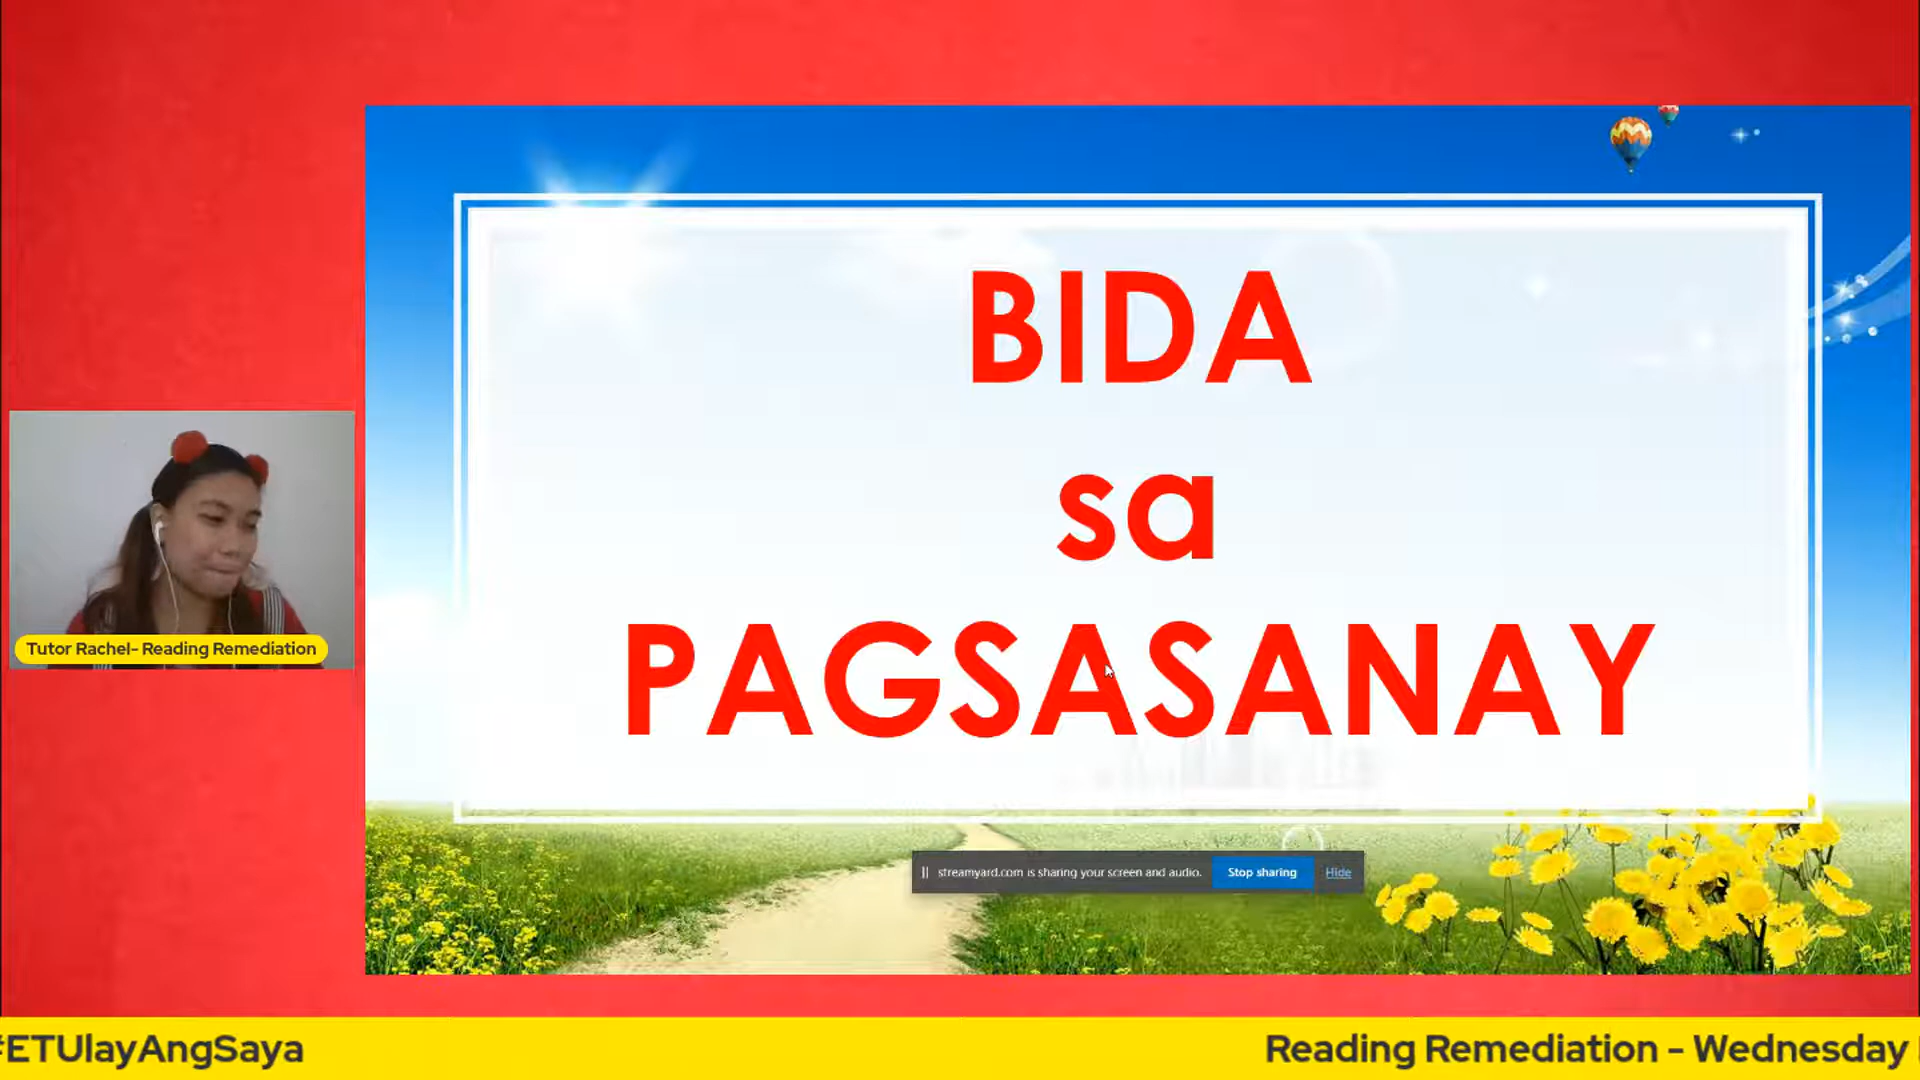 BIDA
sa
PAGSASANAY
Tutor Rachel- Reading Remediation
streamyard.com is sharing your screen and audio. Stop sharing Hide
#ETUlayAngSaya Reading Remediation - Wednesday